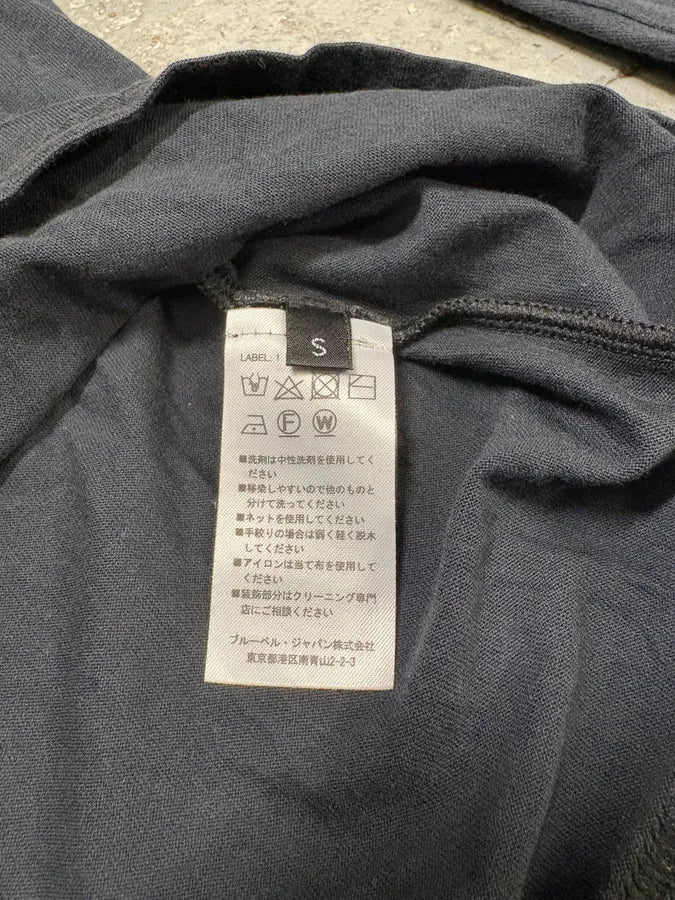 S
LABEL: 1
F W
■洗剤は中性洗剤を使用してく
ださい
■移染しやすいので他のものと
分けて洗ってください
■ネットを使用してください
■手絞りの場合は弱く軽く脱水
してください
■アイロンは当て布を使用して
ください
■装飾部分はクリーニング専門
店にご相談ください
ブルーベル・ジャパン株式会社
東京都港区南青山2-2-3